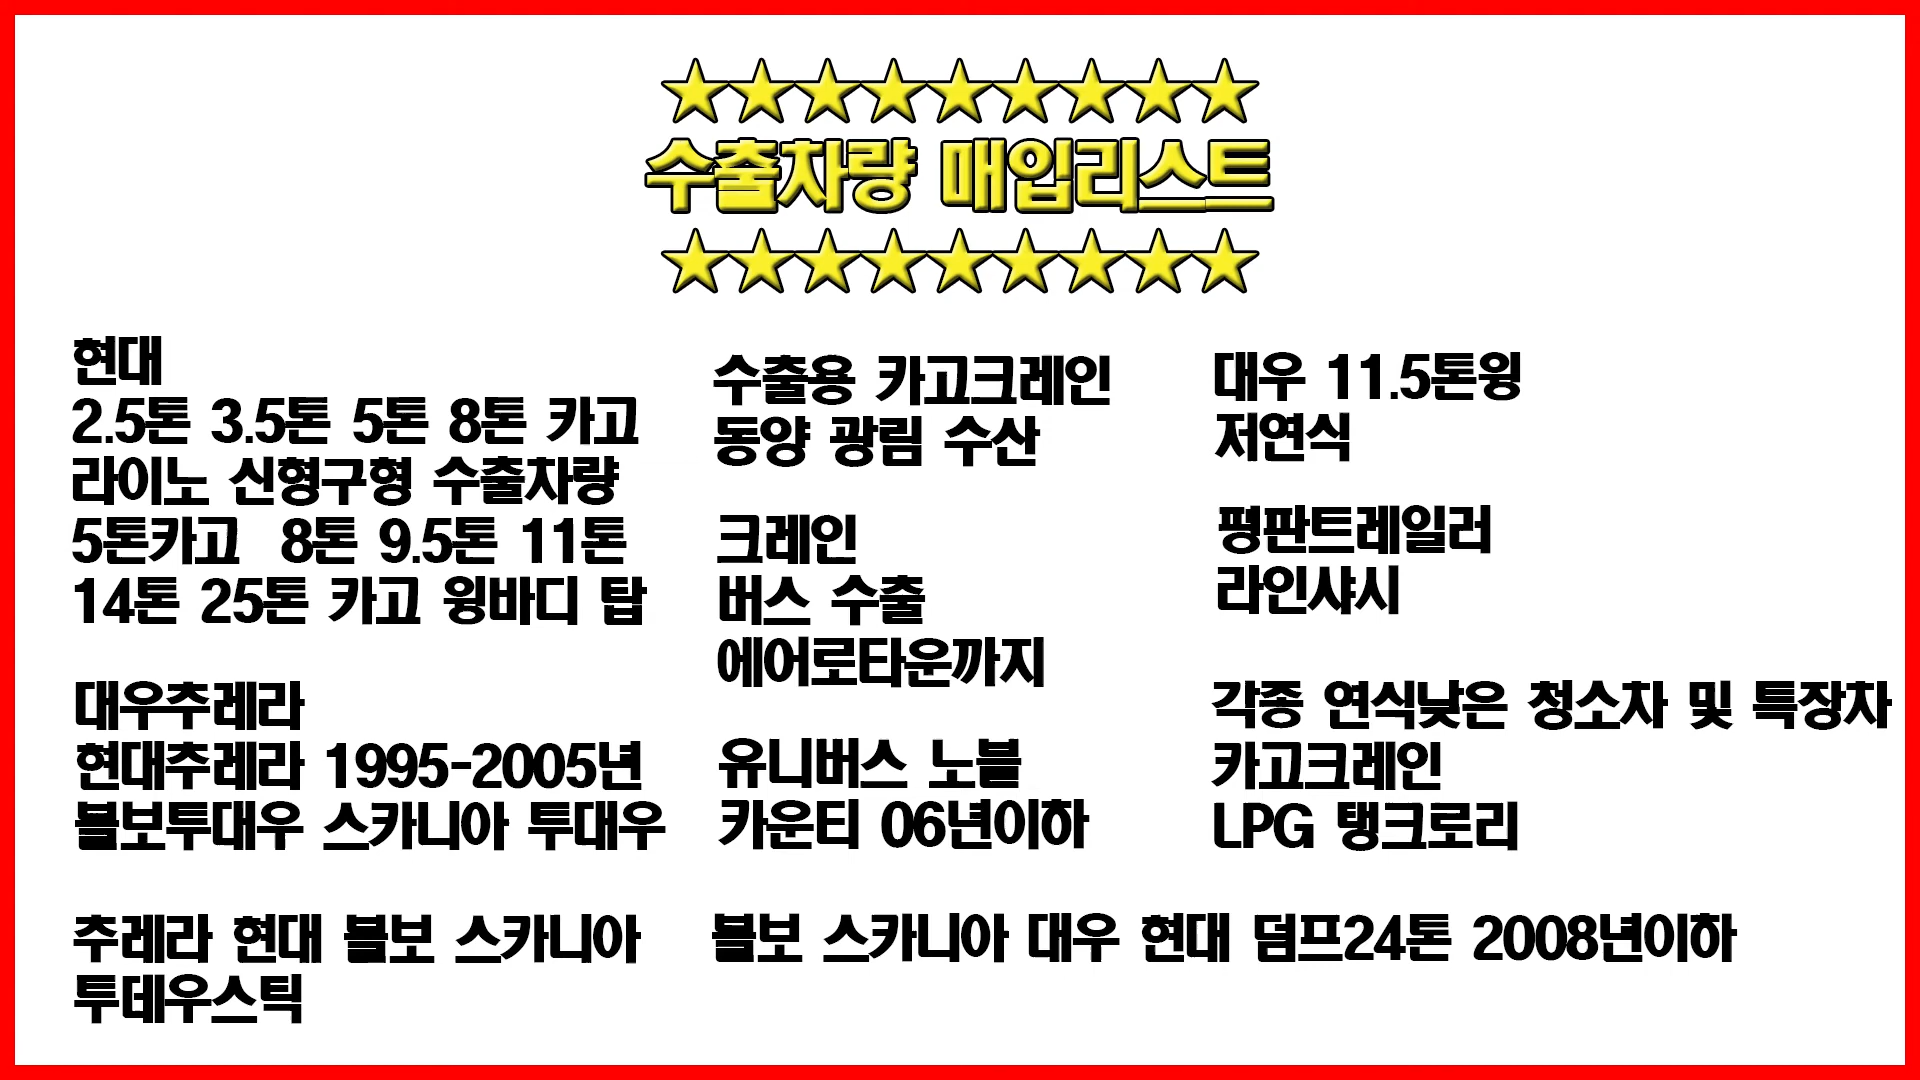 ★★★★★★★★★
수출차량 매입리스트
★★★★★★★★★
현대
2.5톤 3.5톤 5톤 8톤 카고
라이노 신형구형 수출차량
5톤카고 8톤 9.5톤 11톤
14톤 25톤 카고 윙바디 탑
대우추레라
현대추레라 1995-2005년
볼보투대우 스카니아 투대우
추레라 현대 볼보 스카니아
투데우스틱
수출용 카고크레인
동양 광림 수산
크레인
버스 수출
에어로타운까지
유니버스 노블
카운티 06년이하
볼보 스카니아 대우 현대 덤프24톤 2008년이하
대우 11.5톤윙
저연식
평판트레일러
라인샤시
각종 연식낮은 청소차 및 특장차
카고크레인
LPG 탱크로리